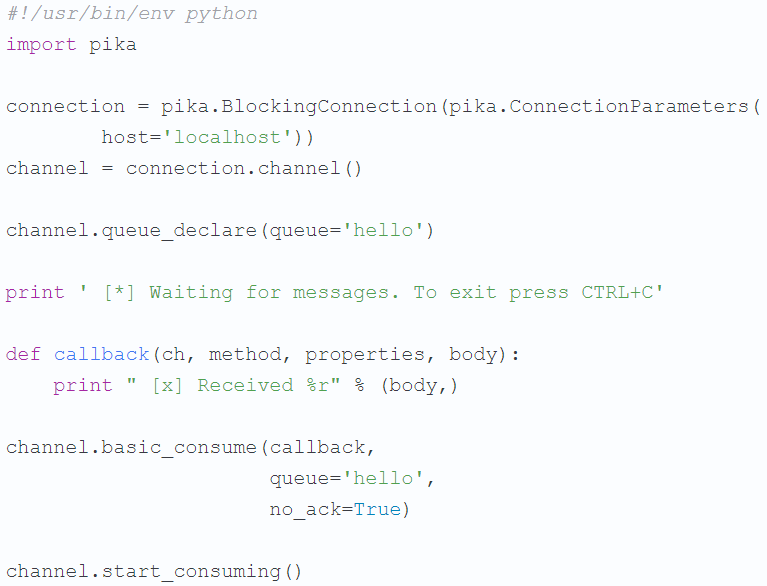 #!/usr/bin/env python
import pika

connection = pika.BlockingConnection(pika.ConnectionParameters(
        host='localhost'))
channel = connection.channel()

channel.queue_declare(queue='hello')

print ' [*] Waiting for messages. To exit press CTRL+C'

def callback(ch, method, properties, body):
    print " [x] Received %r" % (body,)

channel.basic_consume(callback,
                      queue='hello',
                      no_ack=True)

channel.start_consuming()